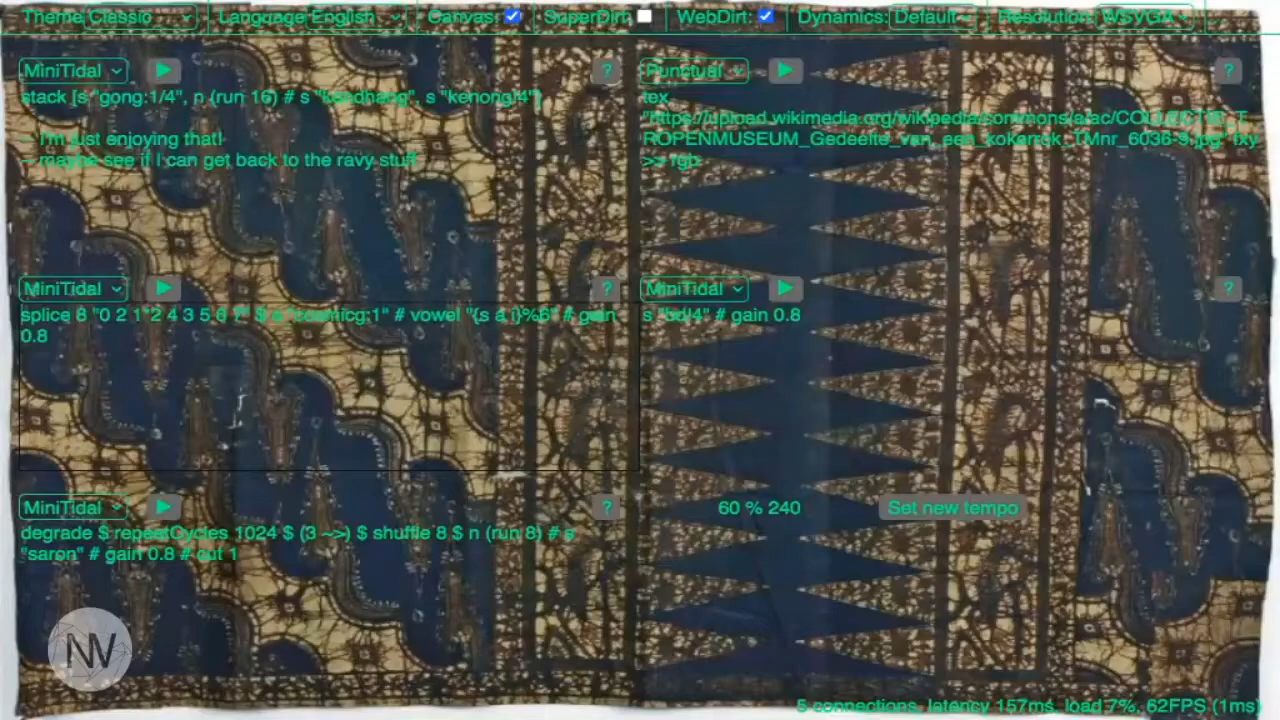 Theme: Classic Language English Canvas: SuperDirt: WebDirt: Dynamics: Default Resolution: WSVGA
MiniTidal ?
stack [s "gong:1/4", n (run 16) # s "kendhang", s "kenong/4"]
-- I'm just enjoying that!
-- maybe see if I can get back to the ravy stuff
Punctual ?
tex
"https://upload.wikimedia.org/wikipedia/commons/a/ac/COLLECTIE_T
ROPENMUSEUM_Gedeelte_van_een_kokerrok_TMnr_6036-9.jpg" fxy
>> rgb
MiniTidal ?
splice 8 "0 2 1*2 4 3 5 6 7" $ s "cosmicg:1" # vowel "{s a i}%6" # gain
0.8
MiniTidal ?
s "bd!4" # gain 0.8
MiniTidal ?
degrade $ repeatCycles 1024 $ (3 ~>) $ shuffle 8 $ n (run 8) # s
"saron" # gain 0.8 # cut 1
60 % 240 Set new tempo
NV
5 connections, latency 157ms, load 7%, 62FPS (1ms)